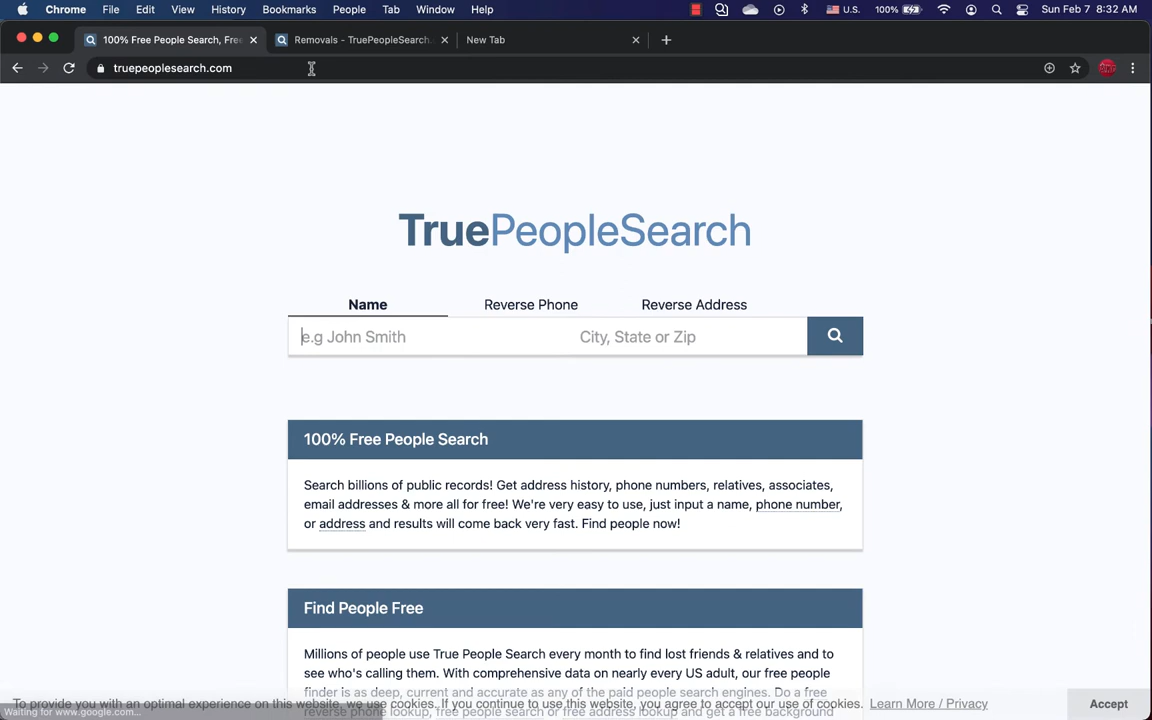 Chrome File Edit View History Bookmarks People Tab Window Help U.S. 100% Sun Feb 7 8:32 AM
100% Free People Search, Free Removals - TruePeopleSearch. New Tab
truepeoplesearch.com
TruePeopleSearch
Name Reverse Phone Reverse Address
e.g John Smith City, State or Zip
100% Free People Search
Search billions of public records! Get address history, phone numbers, relatives, associates,
email addresses & more all for free! We're very easy to use, just input a name, phone number,
or address and results will come back very fast. Find people now!
Find People Free
Millions of people use True People Search every month to find lost friends & relatives and to
see who's calling them. With comprehensive data on nearly every US adult, our free people
finder is as deep, current and accurate as any of the paid people search engines. Do a free
To provide you with an optimal experience on this website, we use cookies. If you continue to use this website, you agree to accept our use of cookies. Learn More / Privacy Accept
reverse phone lookup, free people search or free address lookup and get a free background
Waiting for www.google.com...